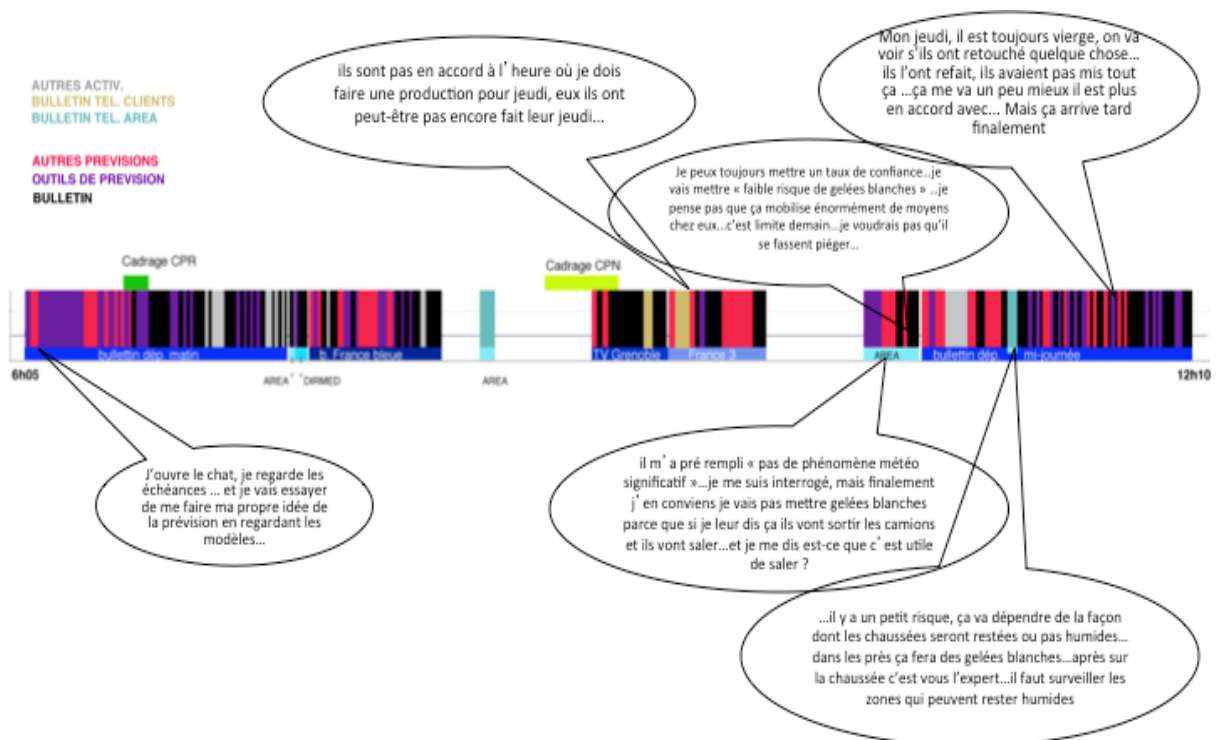 AUTRES ACTIV.
BULLETIN TEL. CLIENTS
BULLETIN TEL. AREA
AUTRES PREVISIONS
OUTILS DE PREVISION
BULLETIN
ils sont pas en accord à l'heure où je dois
faire une production pour jeudi, eux ils ont
peut-être pas encore fait leur jeudi...
Mon jeudi, il est toujours vierge, on va
voir s'ils ont retouché quelque chose...
ils l'ont refait, ils avaient pas mis tout
ça ...ça me va un peu mieux il est plus
en accord avec... Mais ça arrive tard
finalement
Je peux toujours mettre un taux de confiance...je
vais mettre « faible risque de gelées blanches » ...je
pense pas que ça mobilise énormément de moyens
chez eux...c'est limite demain...je voudrais pas qu'il
se fassent piéger...
Cadrage CPR
Cadrage CPN
bulletin dép. matin
b. France bleue
TV Grenoble
France 3
AREA
bulletin dép.
mi-journée
6h05
AREA
DIRMED
AREA
12h10
J'ouvre le chat, je regarde les
échéances ... et je vais essayer
de me faire ma propre idée de
la prévision en regardant les
modèles...
il m'a pré rempli « pas de phénomène météo
significatif »...je me suis interrogé, mais finalement
j'en conviens je vais pas mettre gelées blanches
parce que si je leur dis ça ils vont sortir les camions
et ils vont saler...et je me dis est-ce que c'est utile
de saler ?
...il y a un petit risque, ça va dépendre de la façon
dont les chaussées seront restées ou pas humides...
dans les près ça fera des gelées blanches...après sur
la chaussée c'est vous l'expert...il faut surveiller les
zones qui peuvent rester humides